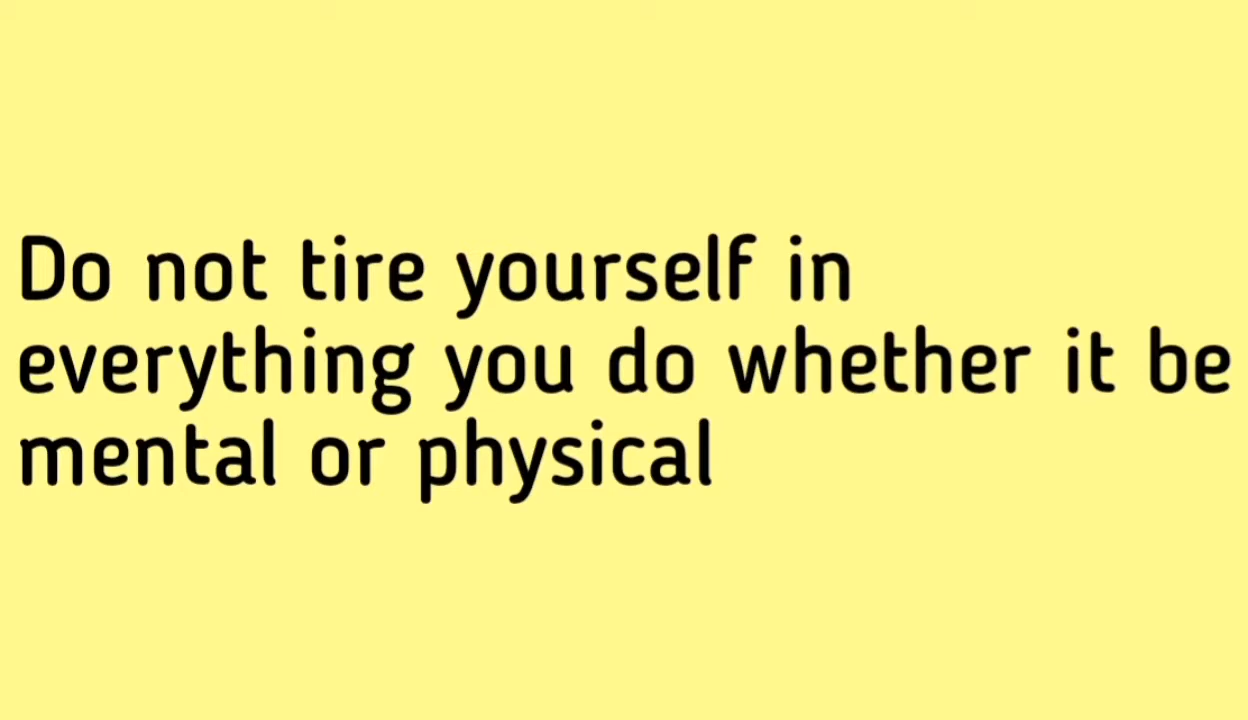 Do not tire yourself in
everything you do whether it be
mental or physical